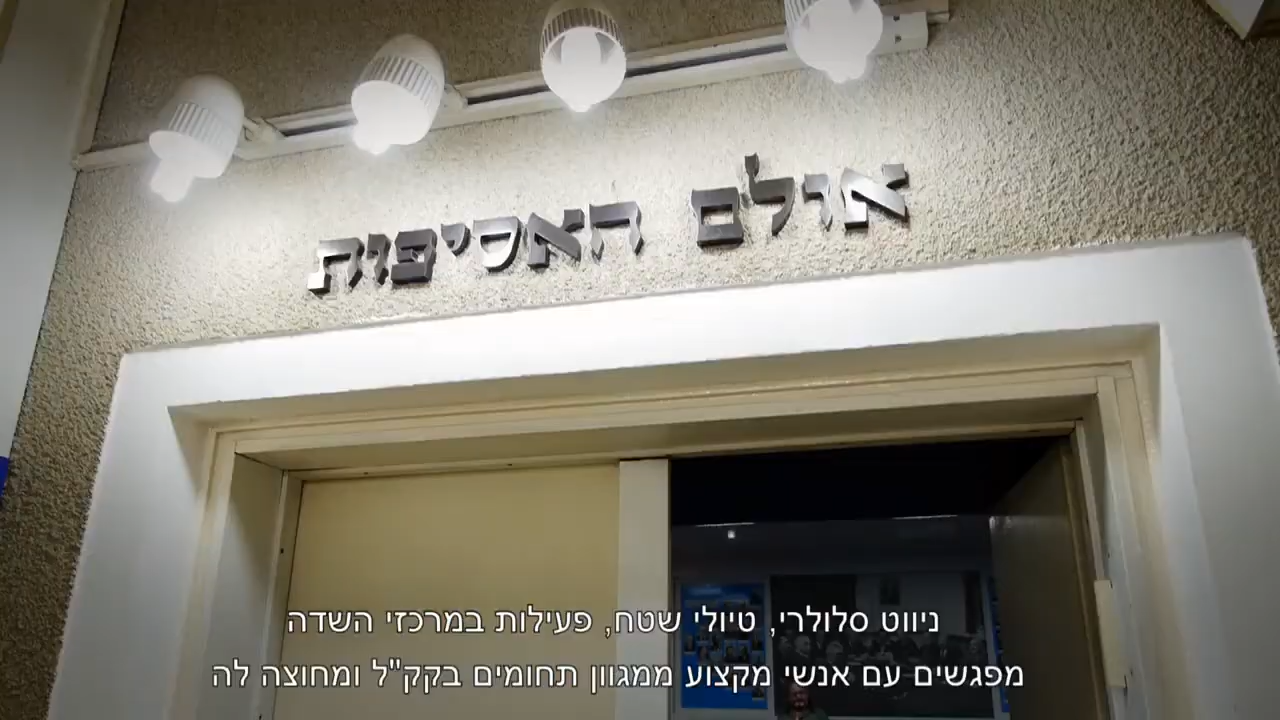 אולם האסיפות
ניווט סלולרי, טיולי שטח, פעילות במרכזי השדה
מפגשים עם אנשי מקצוע ממגוון תחומים בקק"ל ומחוצה לה